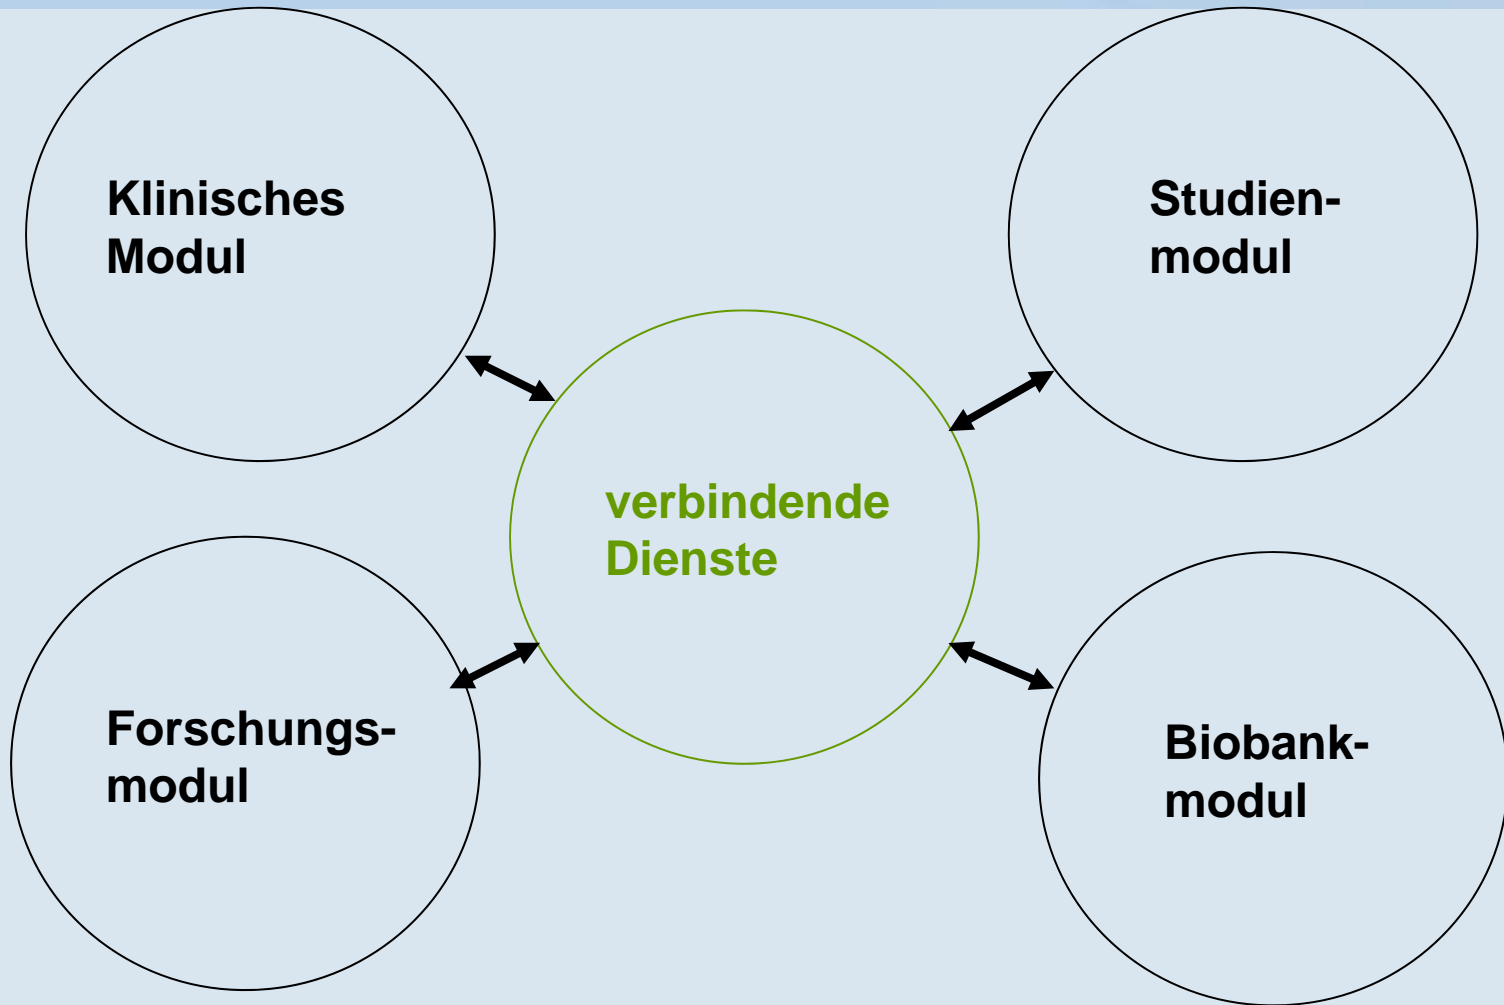 Klinisches
Modul
Studien-
modul
verbindende
Dienste
Forschungs-
modul
Biobank-
modul